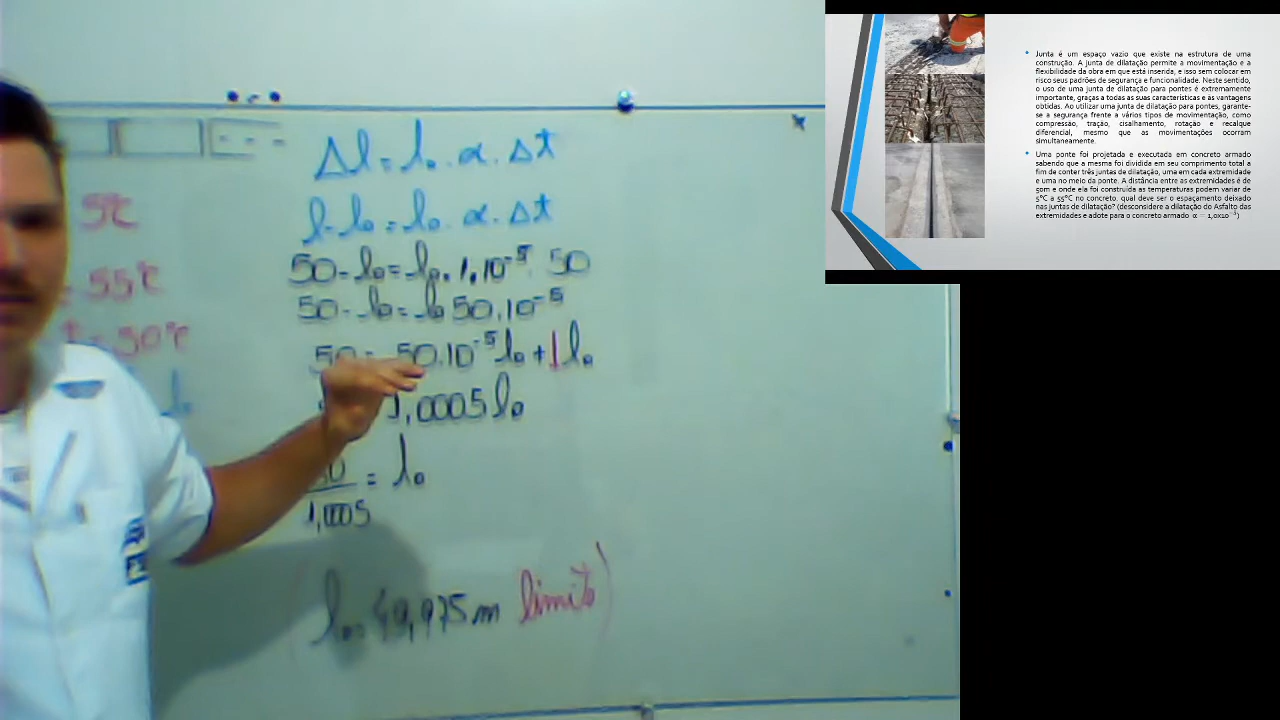 5°C
55°C
50°C
Δl = l₀ . α . Δt
l - l₀ = l₀ . α . Δt
50 - l₀ = l₀ . 1,10⁻⁵ . 50
50 - l₀ = l₀ 50,10⁻⁵
50 = 50.10⁻⁵ l₀ + 1 l₀
1,0005 l₀
50/1,0005 = l₀
l₀= 49,975m limite)
• Junta é um espaço vazio que existe na estrutura de uma
construção. A junta de dilatação permite a movimentação e a
flexibilidade da obra em que está inserida, e isso sem colocar em
risco seus padrões de segurança e funcionalidade. Neste sentido,
o uso de uma junta de dilatação para pontes é extremamente
importante, graças a todas as suas características e às vantagens
obtidas. Ao utilizar uma junta de dilatação para pontes, garante-
se a segurança frente a vários tipos de movimentação, como
compressão, tração, cisalhamento, rotação e recalque
diferencial, mesmo que as movimentações ocorram
simultaneamente.
• Uma ponte foi projetada e executada em concreto armado
sabendo que a mesma foi dividida em seu comprimento total a
fim de conter três juntas de dilatação, uma em cada extremidade
e uma no meio da ponte. A distância entre as extremidades é de
50m e onde ela foi construída as temperaturas podem variar de
5°C a 55°C no concreto. qual deve ser o espaçamento deixado
nas juntas de dilatação? (desconsidere a dilatação do Asfalto das
extremidades e adote para o concreto armado α = 1,0x10⁻⁵)